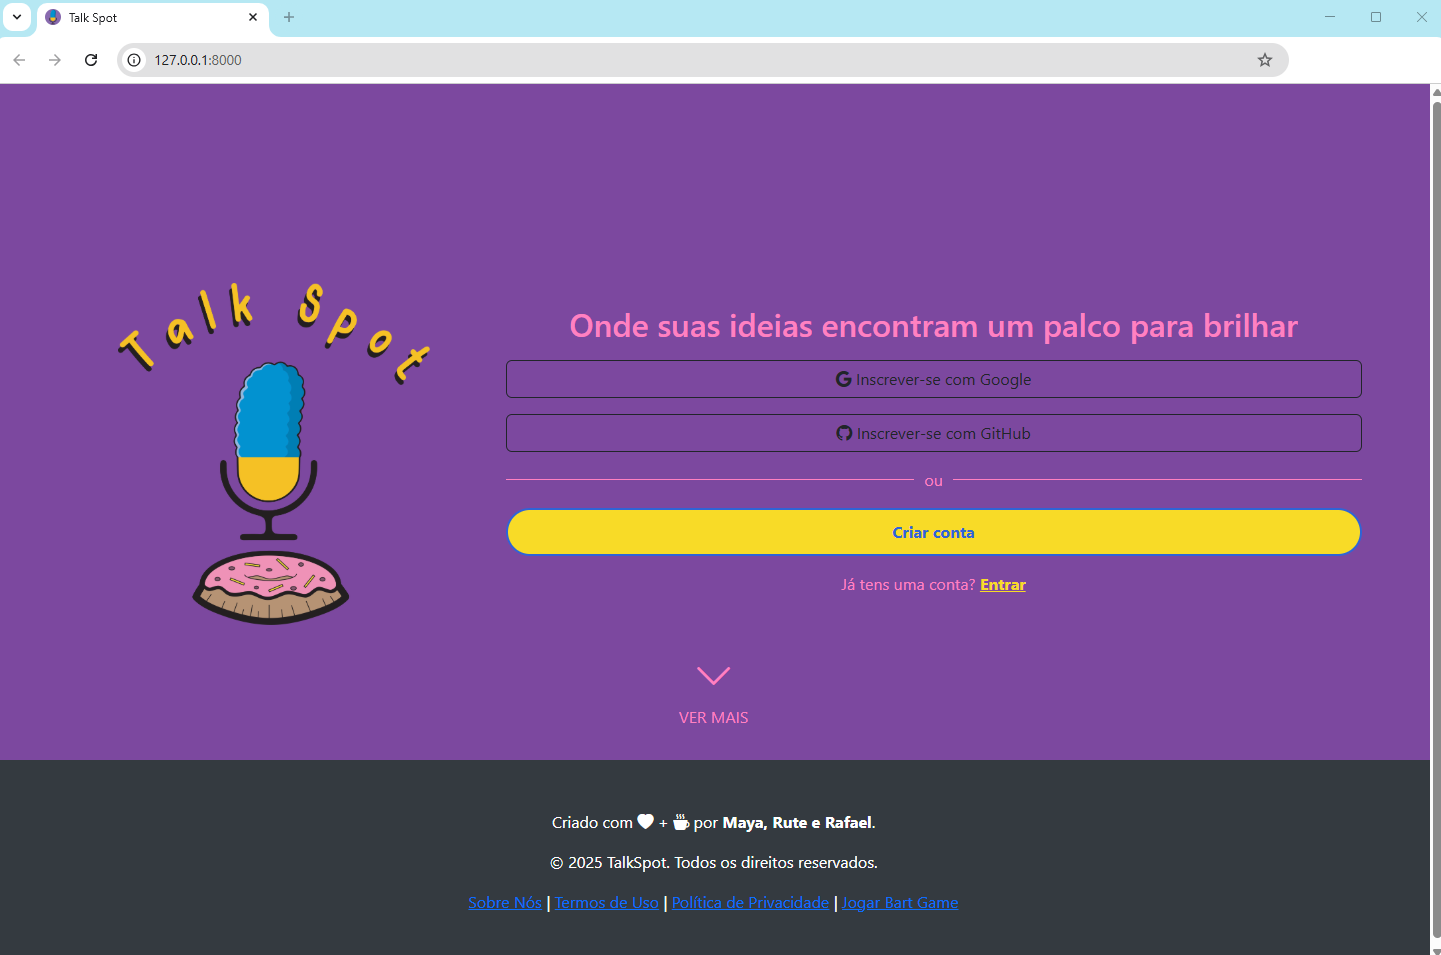 Talk Spot
127.0.0.1:8000
Talk Spot
Onde suas ideias encontram um palco para brilhar
Inscrever-se com Google
Inscrever-se com GitHub
ou
Criar conta
Já tens uma conta? Entrar
VER MAIS
Criado com + por Maya, Rute e Rafael.
© 2025 TalkSpot. Todos os direitos reservados.
Sobre Nós | Termos de Uso | Política de Privacidade | Jogar Bart Game